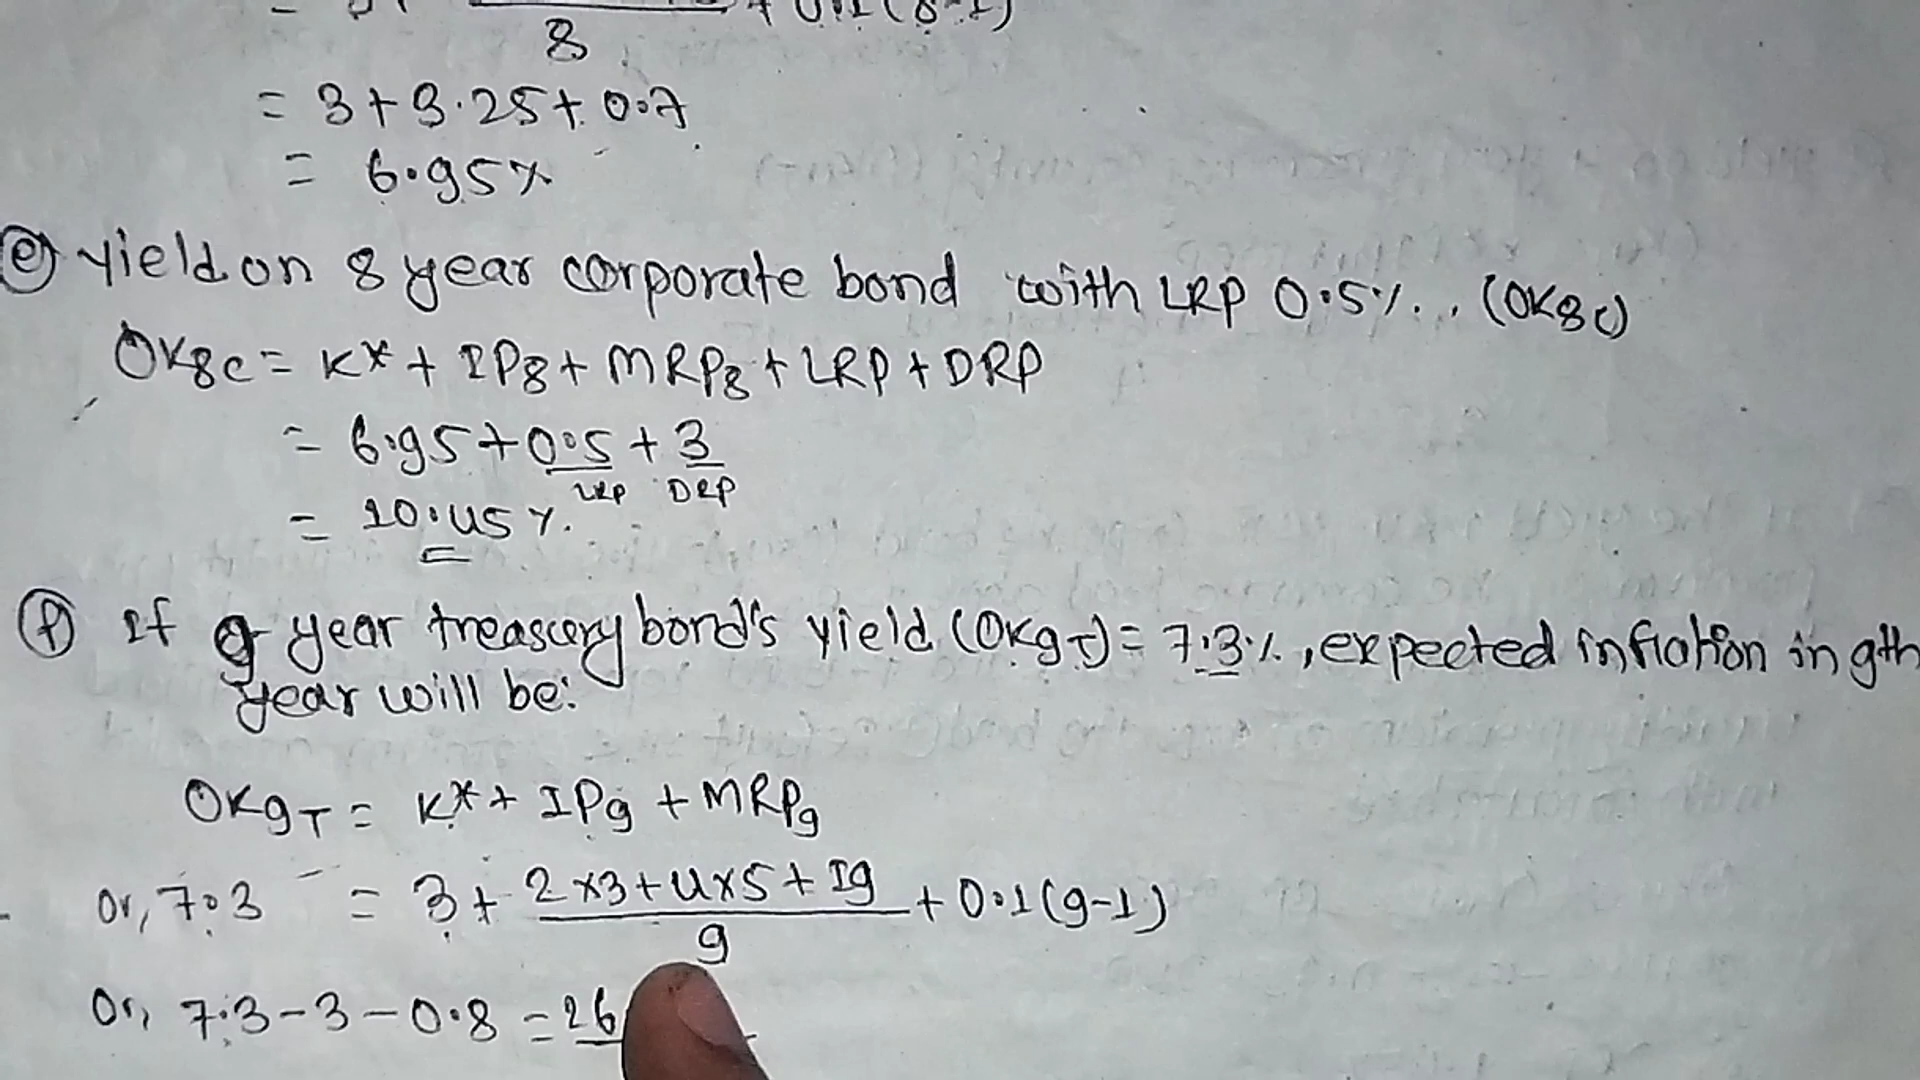 8
= 3+3.25+0.7
= 6.95%
(e) Yield on 8 year corporate bond with LRP 0.5%.. (OK8C)
OK8C = K*+ IP8+ MRP8+ LRP+DRP
= 6.95+0.5+3
LRP DRP
= 10.45%.
(f) If 9 year treasury bond's yield (OK9T)= 7.3%, expected inflation in 9th
year will be:
OK9T = K*+ IP9 +MRP9
Or, 7.3 = 3+ 2×3+4×5+I9 +0.1(9-1)
9
Or, 7.3-3-0.8 = 26